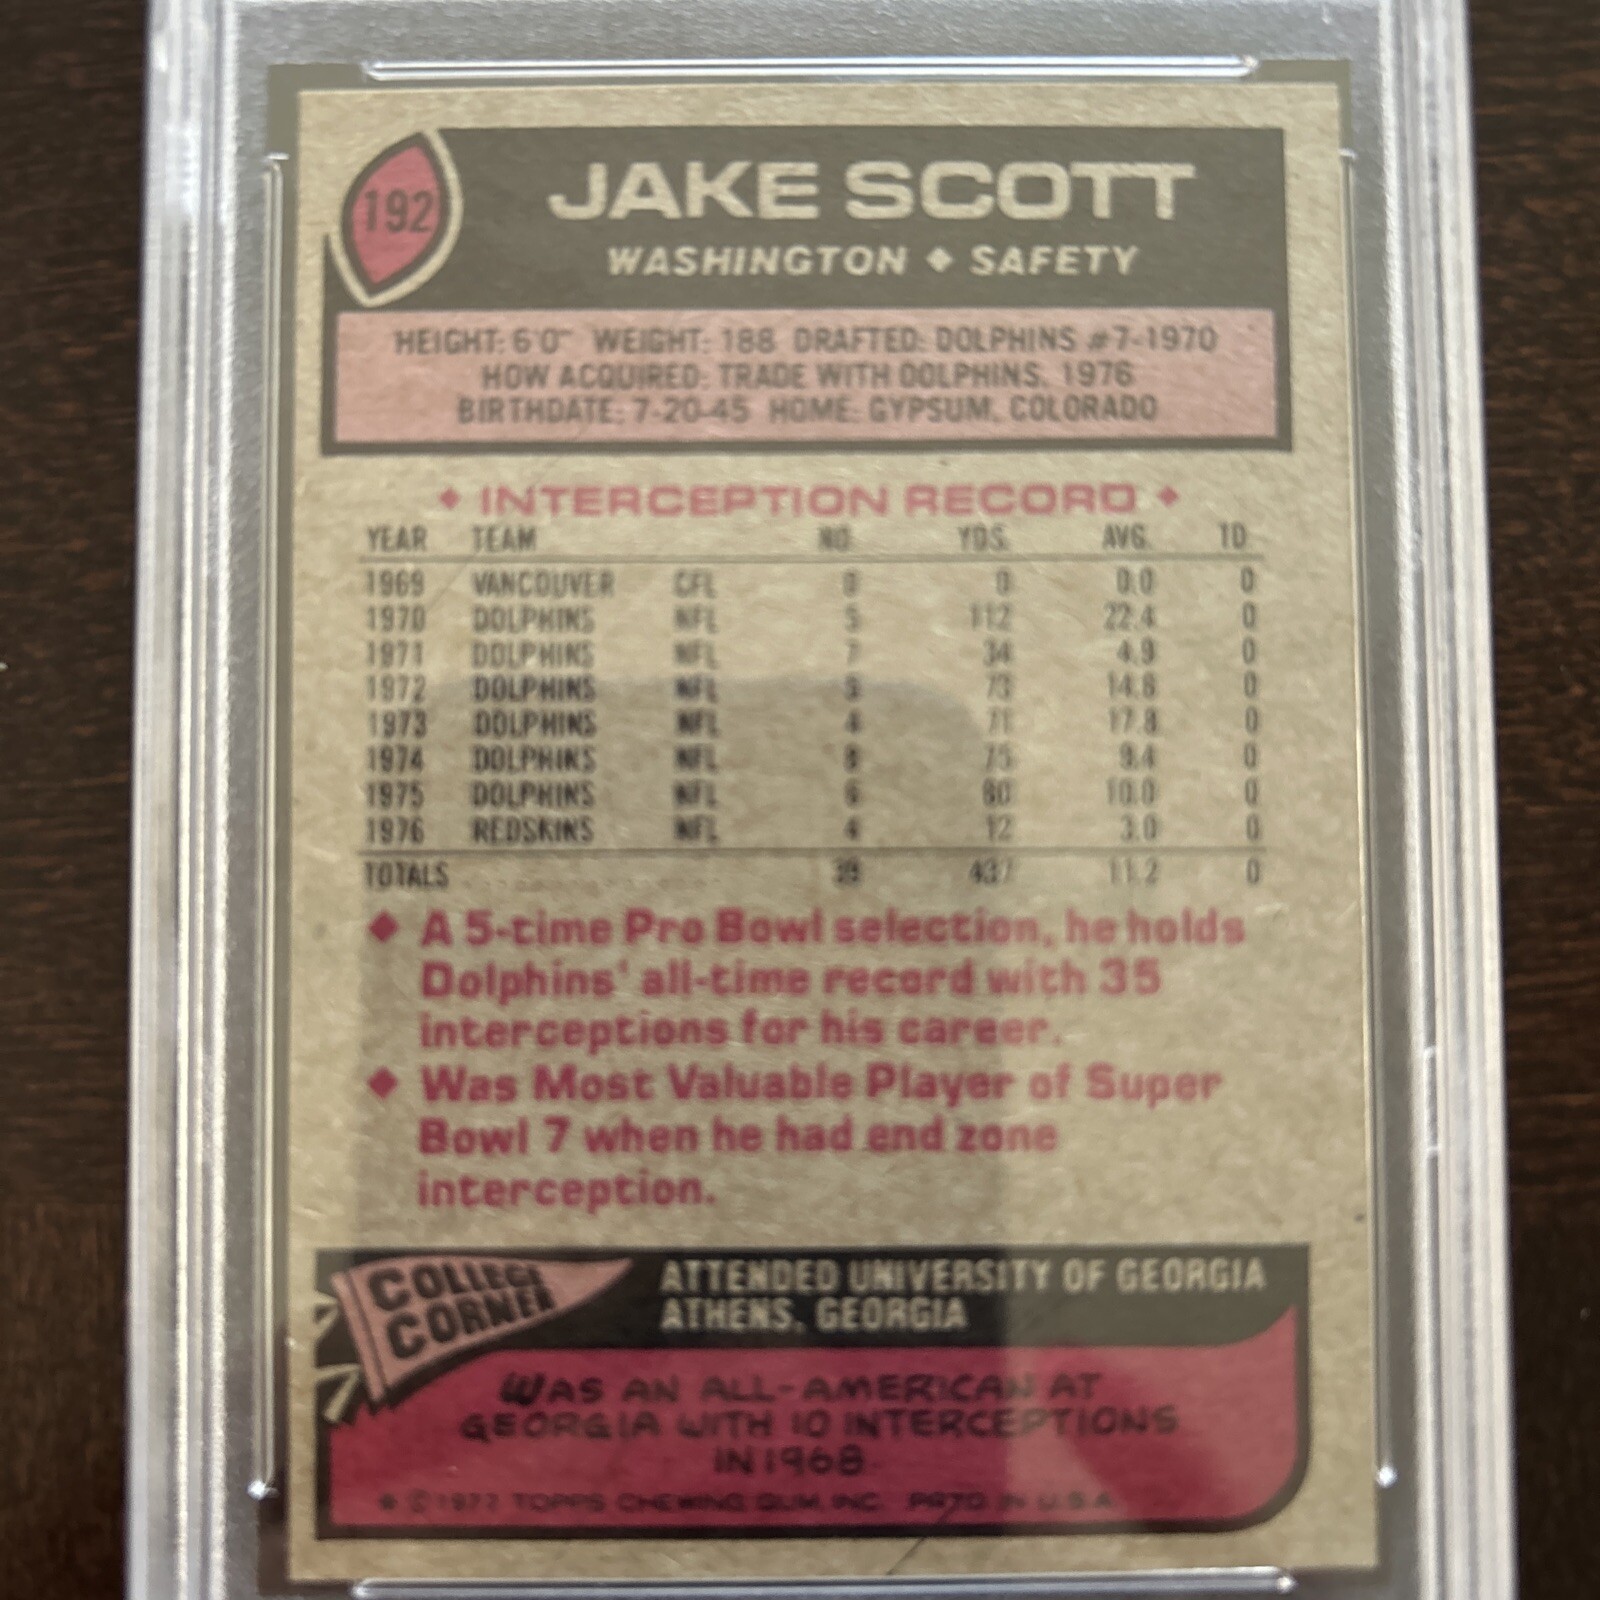 192
JAKE SCOTT
WASHINGTON ♦ SAFETY
HEIGHT: 6'0" WEIGHT: 188 DRAFTED: DOLPHINS #7-1970
HOW ACQUIRED: TRADE WITH DOLPHINS, 1976
BIRTHDATE: 7-20-45 HOME: GYPSUM, COLORADO
♦ INTERCEPTION RECORD ♦
YEAR TEAM NO. YDS. AVG. TD
1969 VANCOUVER CFL 0 0 0.0 0
1970 DOLPHINS NFL 5 112 22.4 0
1971 DOLPHINS NFL 7 34 4.9 0
1972 DOLPHINS NFL 5 73 14.6 0
1973 DOLPHINS NFL 4 71 17.8 0
1974 DOLPHINS NFL 8 75 9.4 0
1975 DOLPHINS NFL 6 60 10.0 0
1976 REDSKINS NFL 4 12 3.0 0
TOTALS 39 437 11.2 0
♦ A 5-time Pro Bowl selection, he holds
Dolphins' all-time record with 35
interceptions for his career.
♦ Was Most Valuable Player of Super
Bowl 7 when he had end zone
interception.
COLLEGE
CORNER
ATTENDED UNIVERSITY OF GEORGIA
ATHENS, GEORGIA
WAS AN ALL-AMERICAN AT
GEORGIA WITH 10 INTERCEPTIONS
IN 1968
★ ©1977 TOPPS CHEWING GUM, INC. PRTD. IN U.S.A.